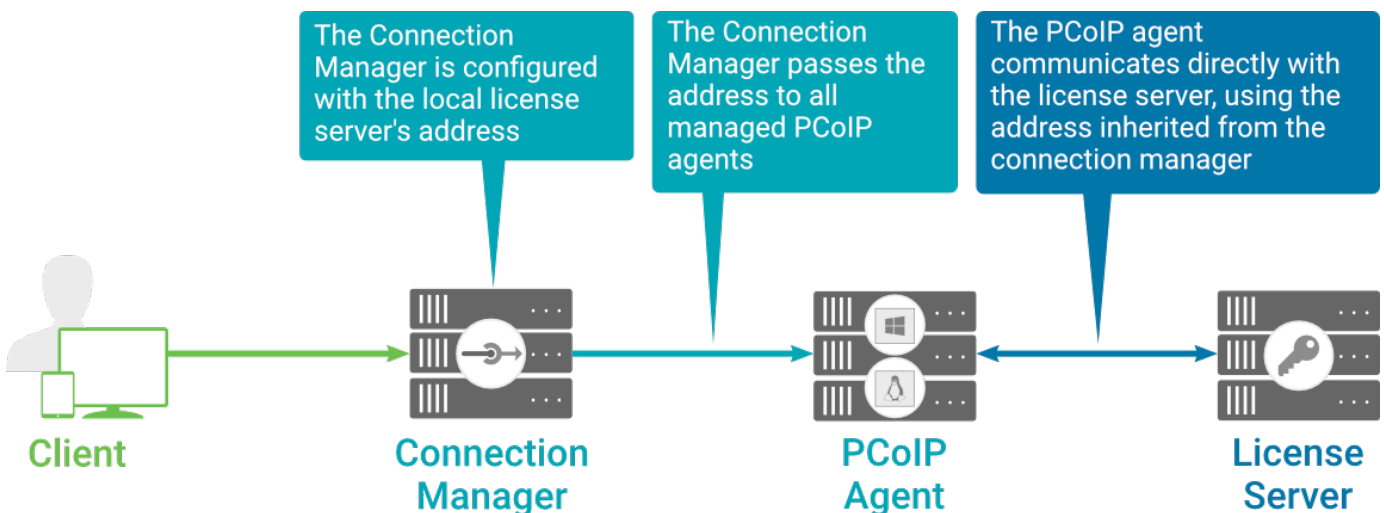 The Connection
Manager is configured
with the local license
server's address
The Connection
Manager passes the
address to all
managed PCoIP
agents
The PCoIP agent
communicates directly with
the license server, using the
address inherited from the
connection manager
Client
Connection
Manager
PCoIP
Agent
License
Server